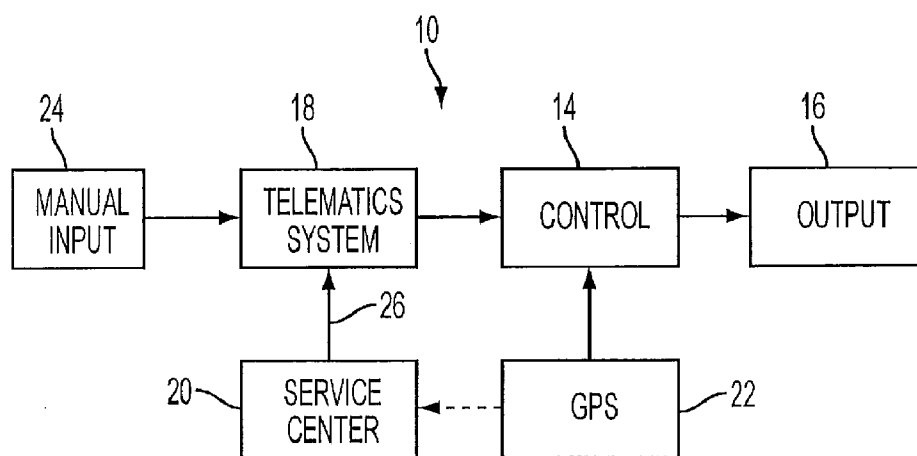 10
24
18
14
16
MANUAL
INPUT
TELEMATICS
SYSTEM
CONTROL
OUTPUT
26
20
SERVICE
CENTER
GPS
22